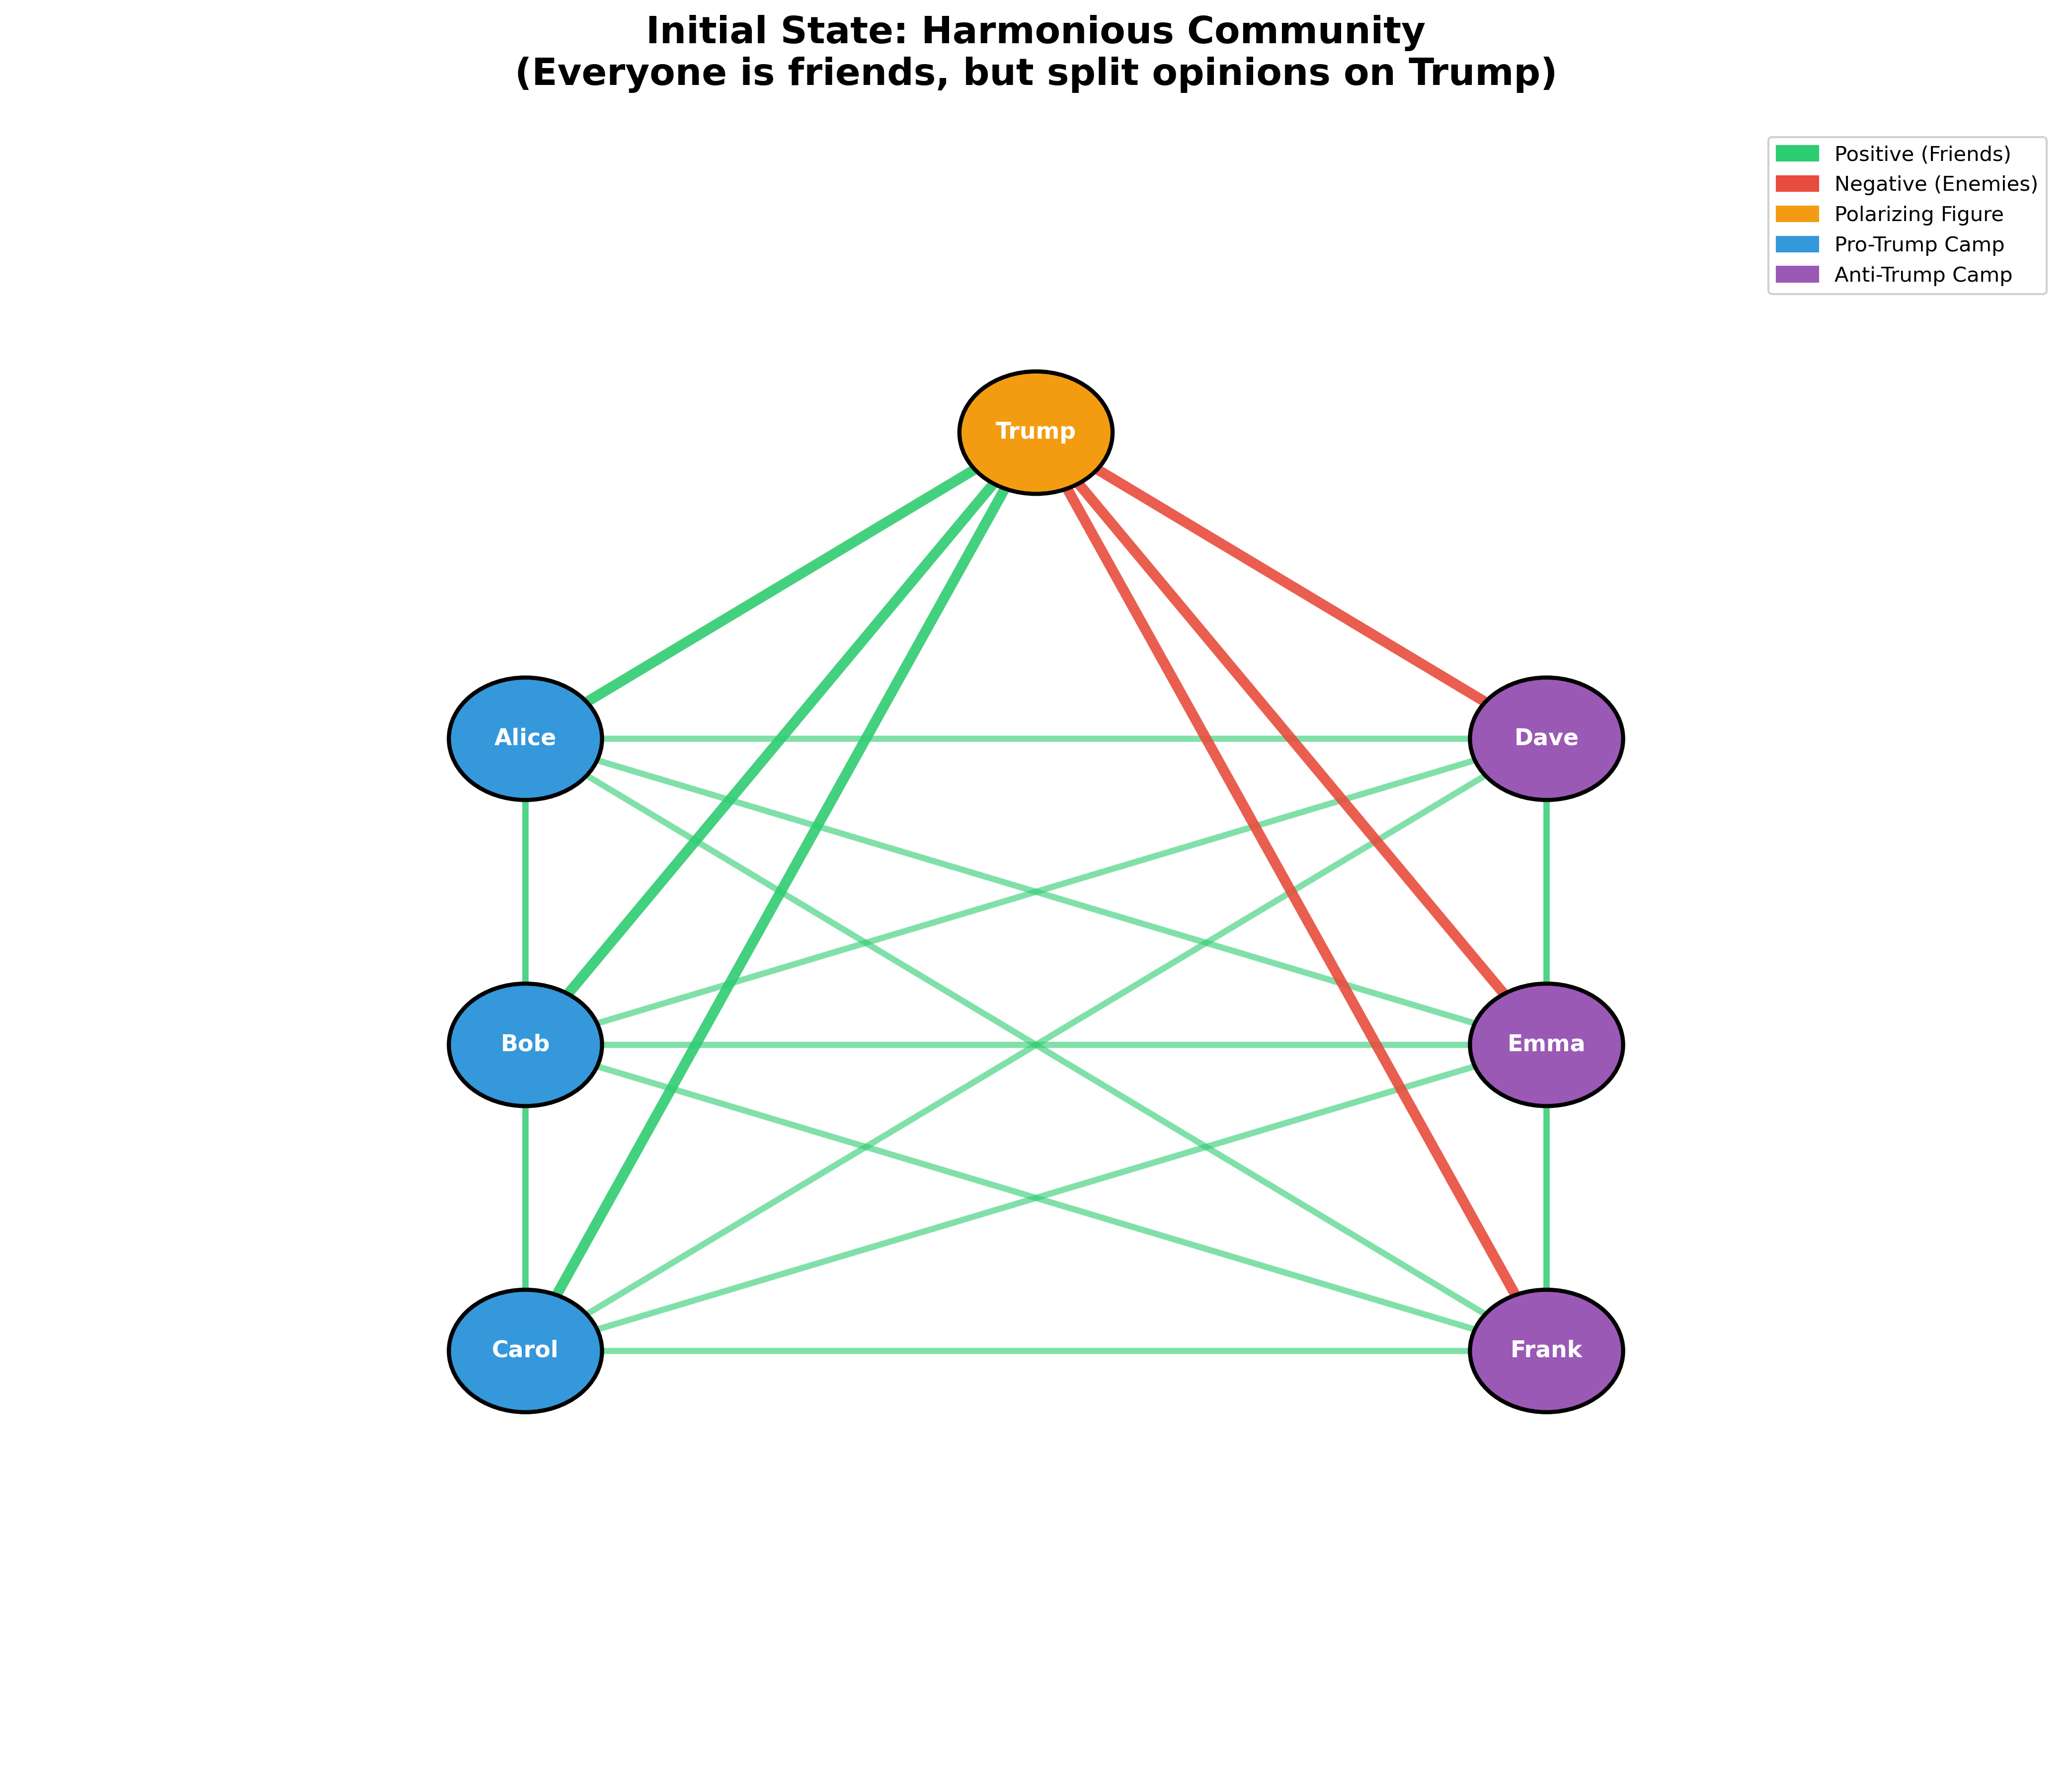 Initial State: Harmonious Community
(Everyone is friends, but split opinions on Trump)
Positive (Friends)
Negative (Enemies)
Polarizing Figure
Pro-Trump Camp
Anti-Trump Camp
Trump
Alice
Dave
Bob
Emma
Carol
Frank